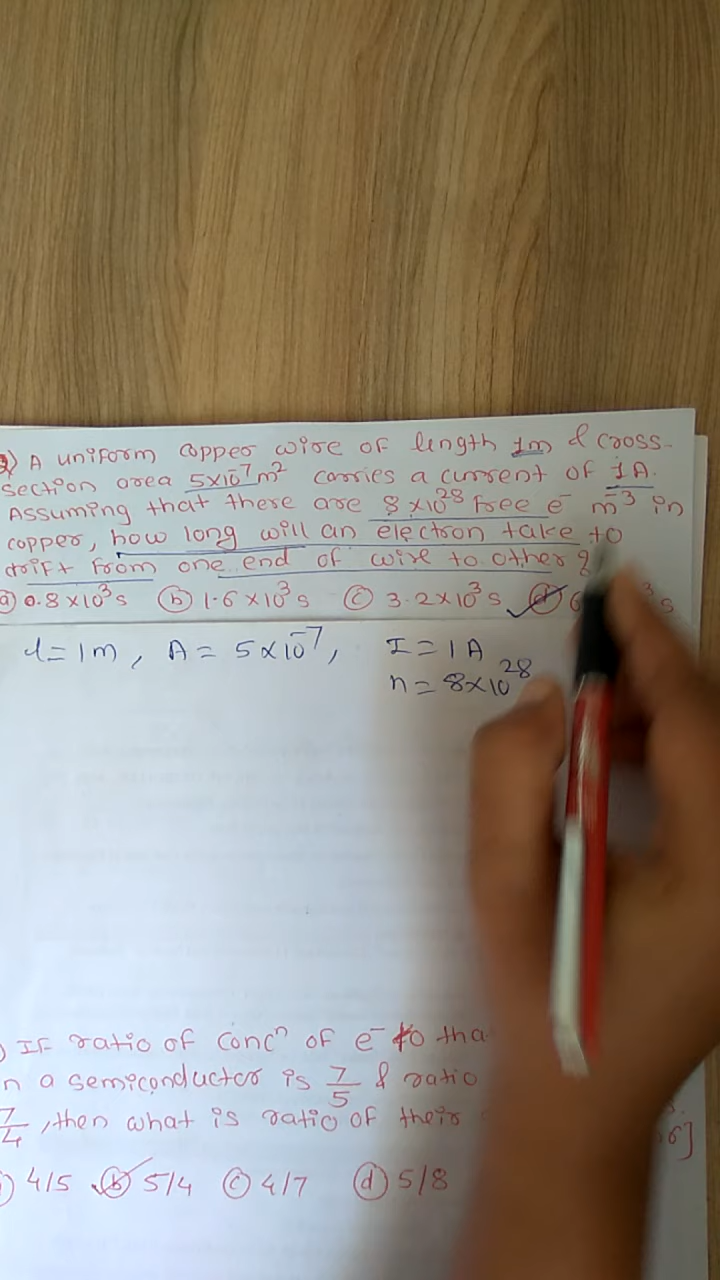 ) A uniform copper wire of length 1m & cross-
section area 5×10⁻⁷m² carries a current of 1A.
Assuming that there are 8×10²⁸ free e⁻ m⁻³ in
copper, how long will an electron take to
drift from one end of wire to other ?
a) 0.8×10³s (b) 1.6×10³s (c) 3.2×10³s (d) 6 ³s
l=1m, A= 5×10⁻⁷, I=1A
n=8×10²⁸
) IF ratio of concⁿ of e⁻ to tha
n a semiconductor is 7/5 & ratio
7/4, then what is ratio of their
) 4/5 (b) 5/4 (c) 4/7 (d) 5/8